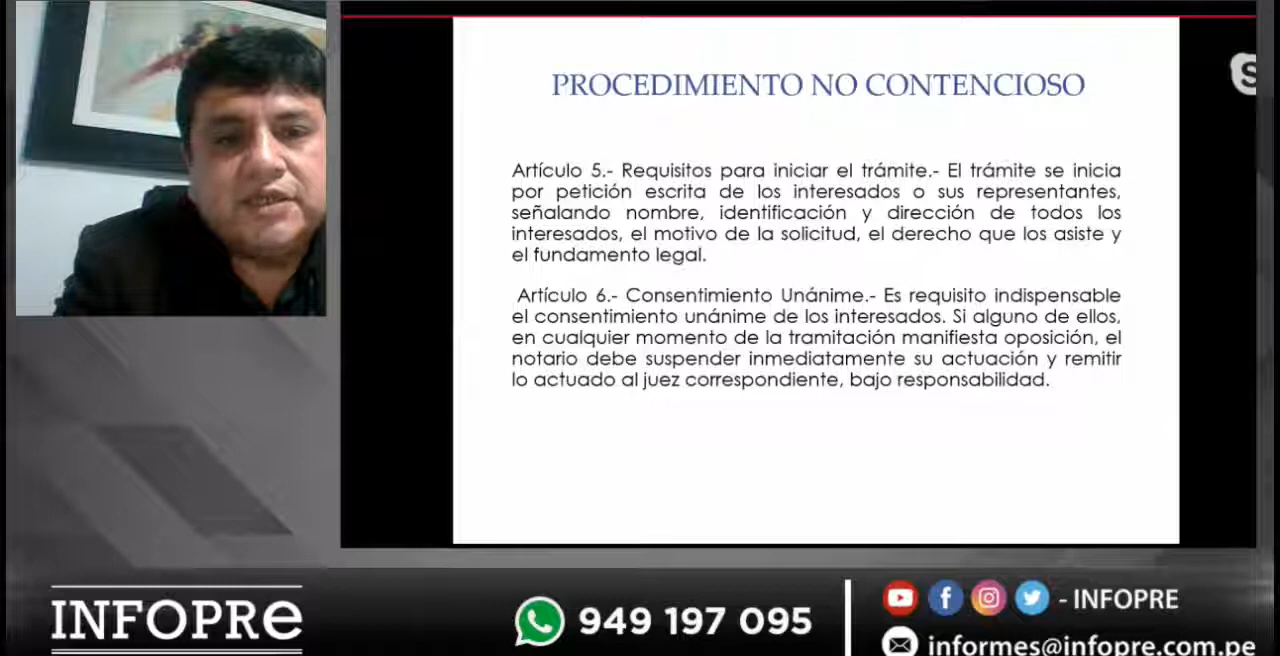 PROCEDIMIENTO NO CONTENCIOSO
Artículo 5.- Requisitos para iniciar el trámite.- El trámite se inicia
por petición escrita de los interesados o sus representantes,
señalando nombre, identificación y dirección de todos los
interesados, el motivo de la solicitud, el derecho que los asiste y
el fundamento legal.
Artículo 6.- Consentimiento Unánime.- Es requisito indispensable
el consentimiento unánime de los interesados. Si alguno de ellos,
en cualquier momento de la tramitación manifiesta oposición, el
notario debe suspender inmediatamente su actuación y remitir
lo actuado al juez correspondiente, bajo responsabilidad.
INFOPRe
949 197 095
- INFOPRE
informes@infopre.com.pe